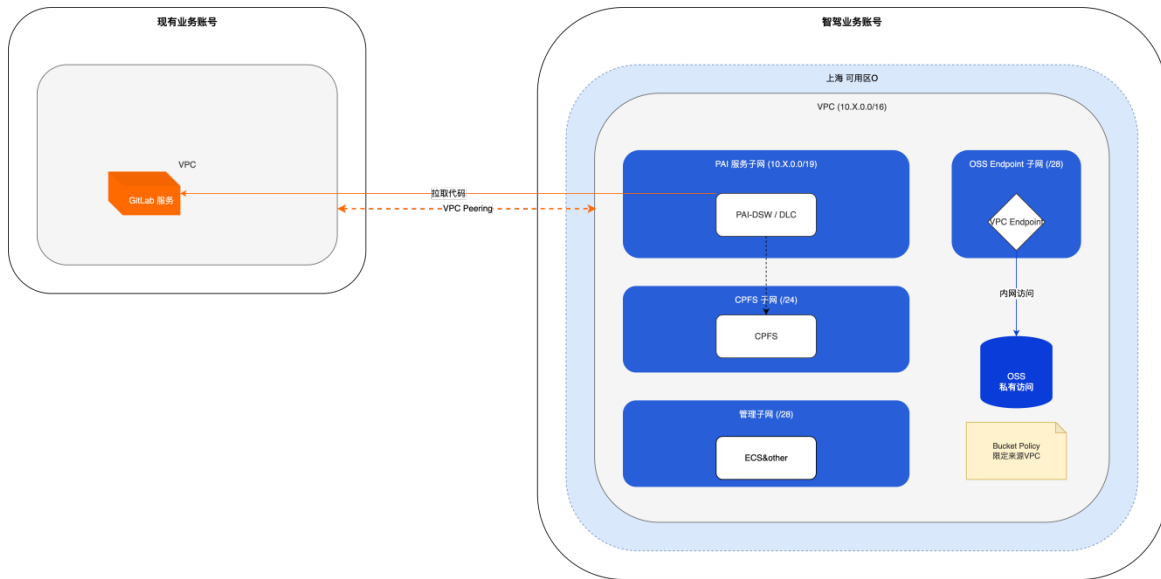 现有业务账号
VPC
GitLab 服务
拉取代码
VPC Peering
智驾业务账号
上海 可用区O
VPC (10.X.0.0/16)
PAI 服务子网 (10.X.0.0/19)
PAI-DSW / DLC
CPFS 子网 (/24)
CPFS
管理子网 (/28)
ECS&other
OSS Endpoint 子网 (/28)
VPC Endpoint
内网访问
OSS
私有访问
Bucket Policy
限定来源VPC